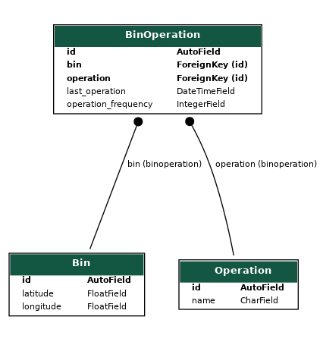 BinOperation
id AutoField
bin ForeignKey (id)
operation ForeignKey (id)
last_operation DateTimeField
operation_frequency IntegerField
bin (binoperation) operation (binoperation)
Bin
id AutoField
latitude FloatField
longitude FloatField
Operation
id AutoField
name CharField